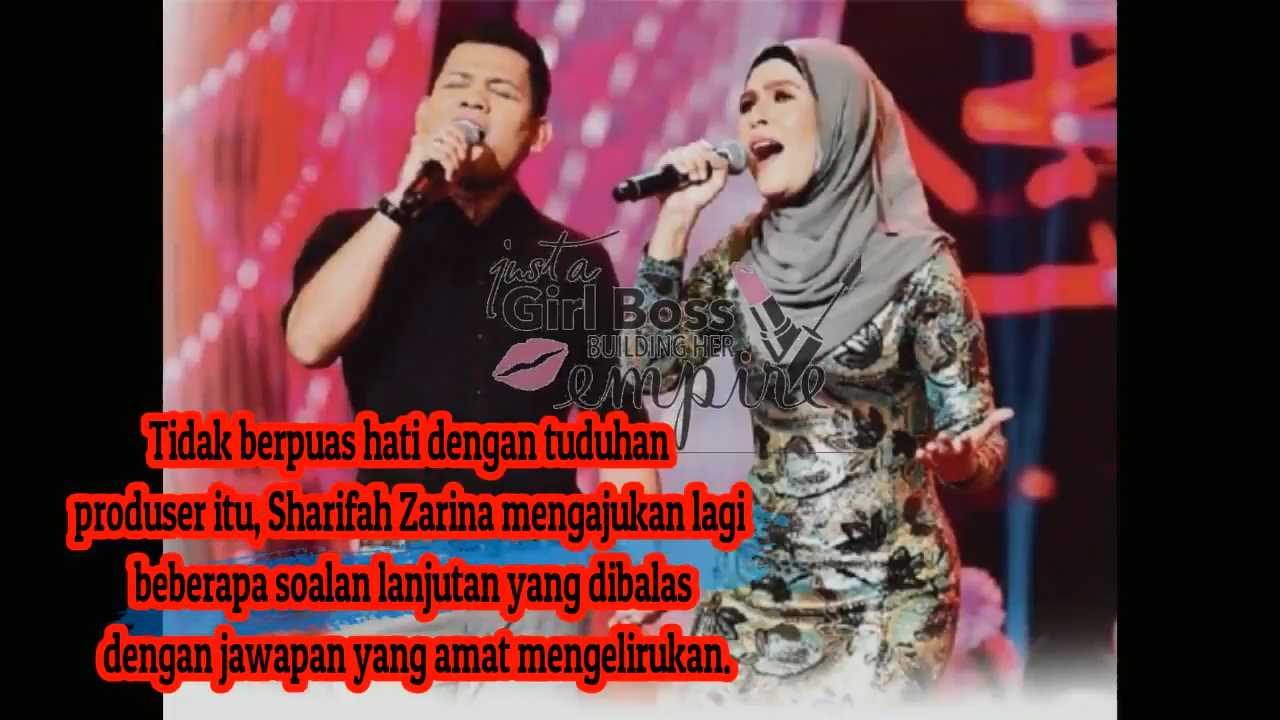 just a
Girl Boss
BUILDING HER
empire
Tidak berpuas hati dengan tuduhan
produser itu, Sharifah Zarina mengajukan lagi
beberapa soalan lanjutan yang dibalas
dengan jawapan yang amat mengelirukan.